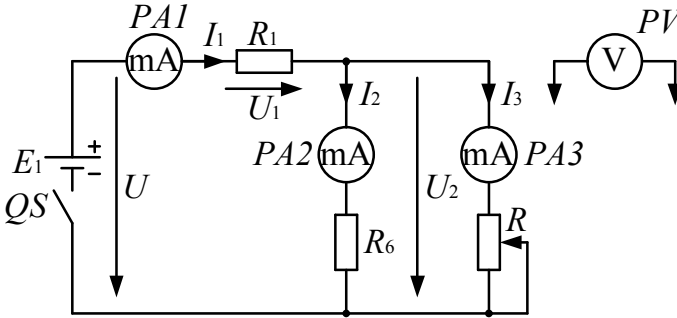 PA1
I1
R1
PV
mA
V
U1
I2
I3
E1
+
-
U
PA2
mA
U2
mA
PA3
QS
R6
R